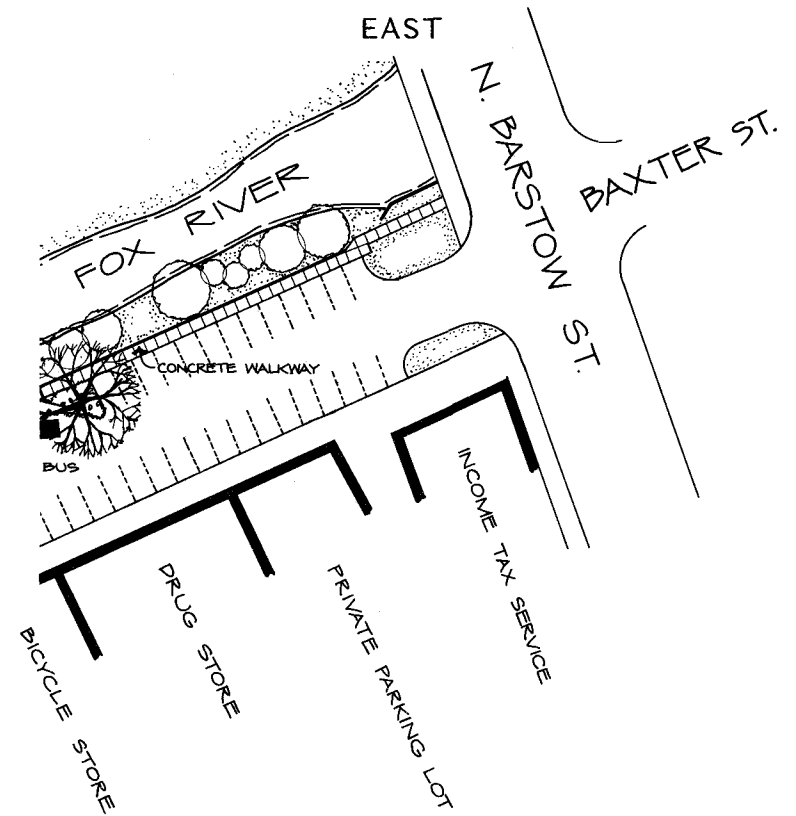 EAST
N. BARSTOW ST.
BAXTER ST.
FOX RIVER
CONCRETE WALKWAY
BUS
INCOME TAX SERVICE
PRIVATE PARKING LOT
DRUG STORE
BICYCLE STORE